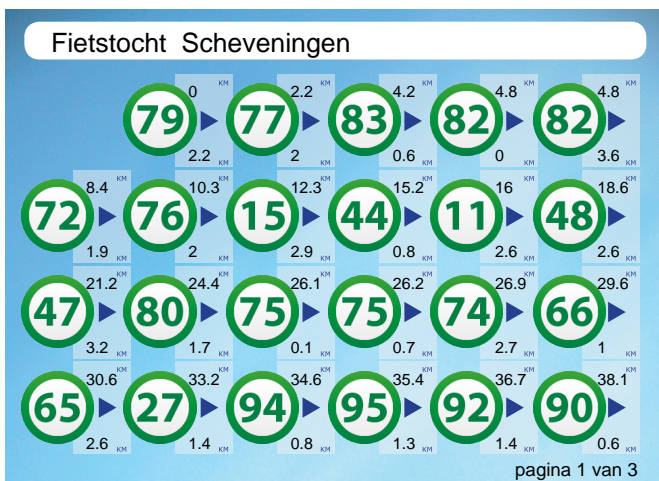 Fietstocht Scheveningen
0 KM 2.2 KM 4.2 KM 4.8 KM 4.8 KM
79 77 83 82 82
2.2 KM 2 KM 0.6 KM 0 KM 3.6 KM
8.4 KM 10.3 KM 12.3 KM 15.2 KM 16 KM 18.6 KM
72 76 15 44 11 48
1.9 KM 2 KM 2.9 KM 0.8 KM 2.6 KM 2.6 KM
21.2 KM 24.4 KM 26.1 KM 26.2 KM 26.9 KM 29.6 KM
47 80 75 75 74 66
3.2 KM 1.7 KM 0.1 KM 0.7 KM 2.7 KM 1 KM
30.6 KM 33.2 KM 34.6 KM 35.4 KM 36.7 KM 38.1 KM
65 27 94 95 92 90
2.6 KM 1.4 KM 0.8 KM 1.3 KM 1.4 KM 0.6 KM
pagina 1 van 3